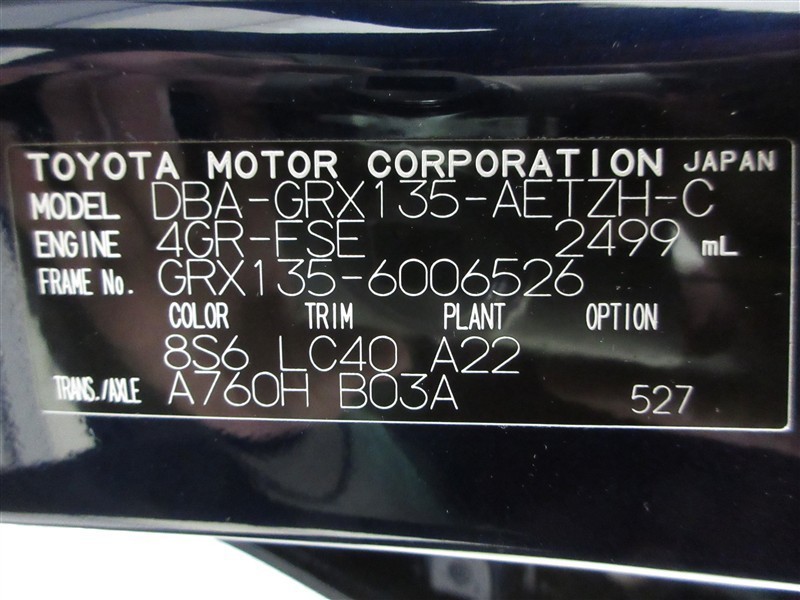 TOYOTA MOTOR CORPORATION JAPAN
MODEL DBA-GRX135-AETZH-C
ENGINE 4GR-FSE 2499 mL
FRAME No. GRX135-6006526
COLOR TRIM PLANT OPTION
8S6 LC40 A22
TRANS./AXLE A760H B03A 527